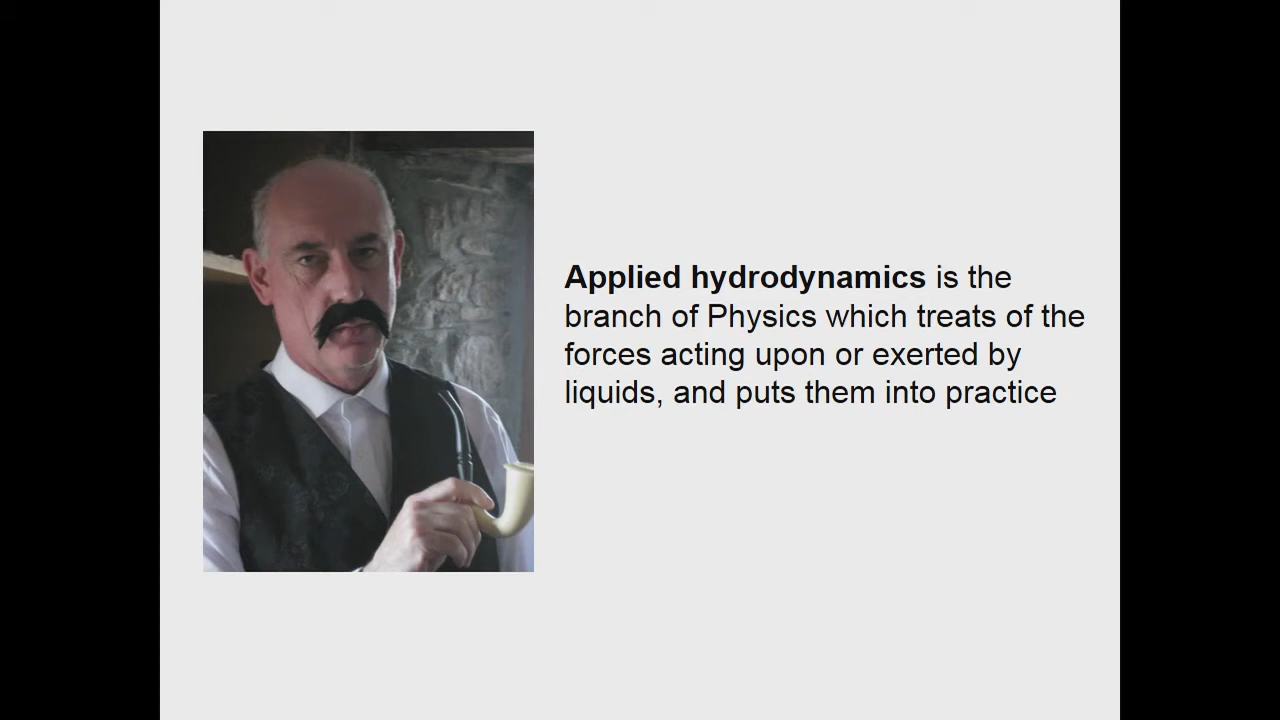 Applied hydrodynamics is the
branch of Physics which treats of the
forces acting upon or exerted by
liquids, and puts them into practice